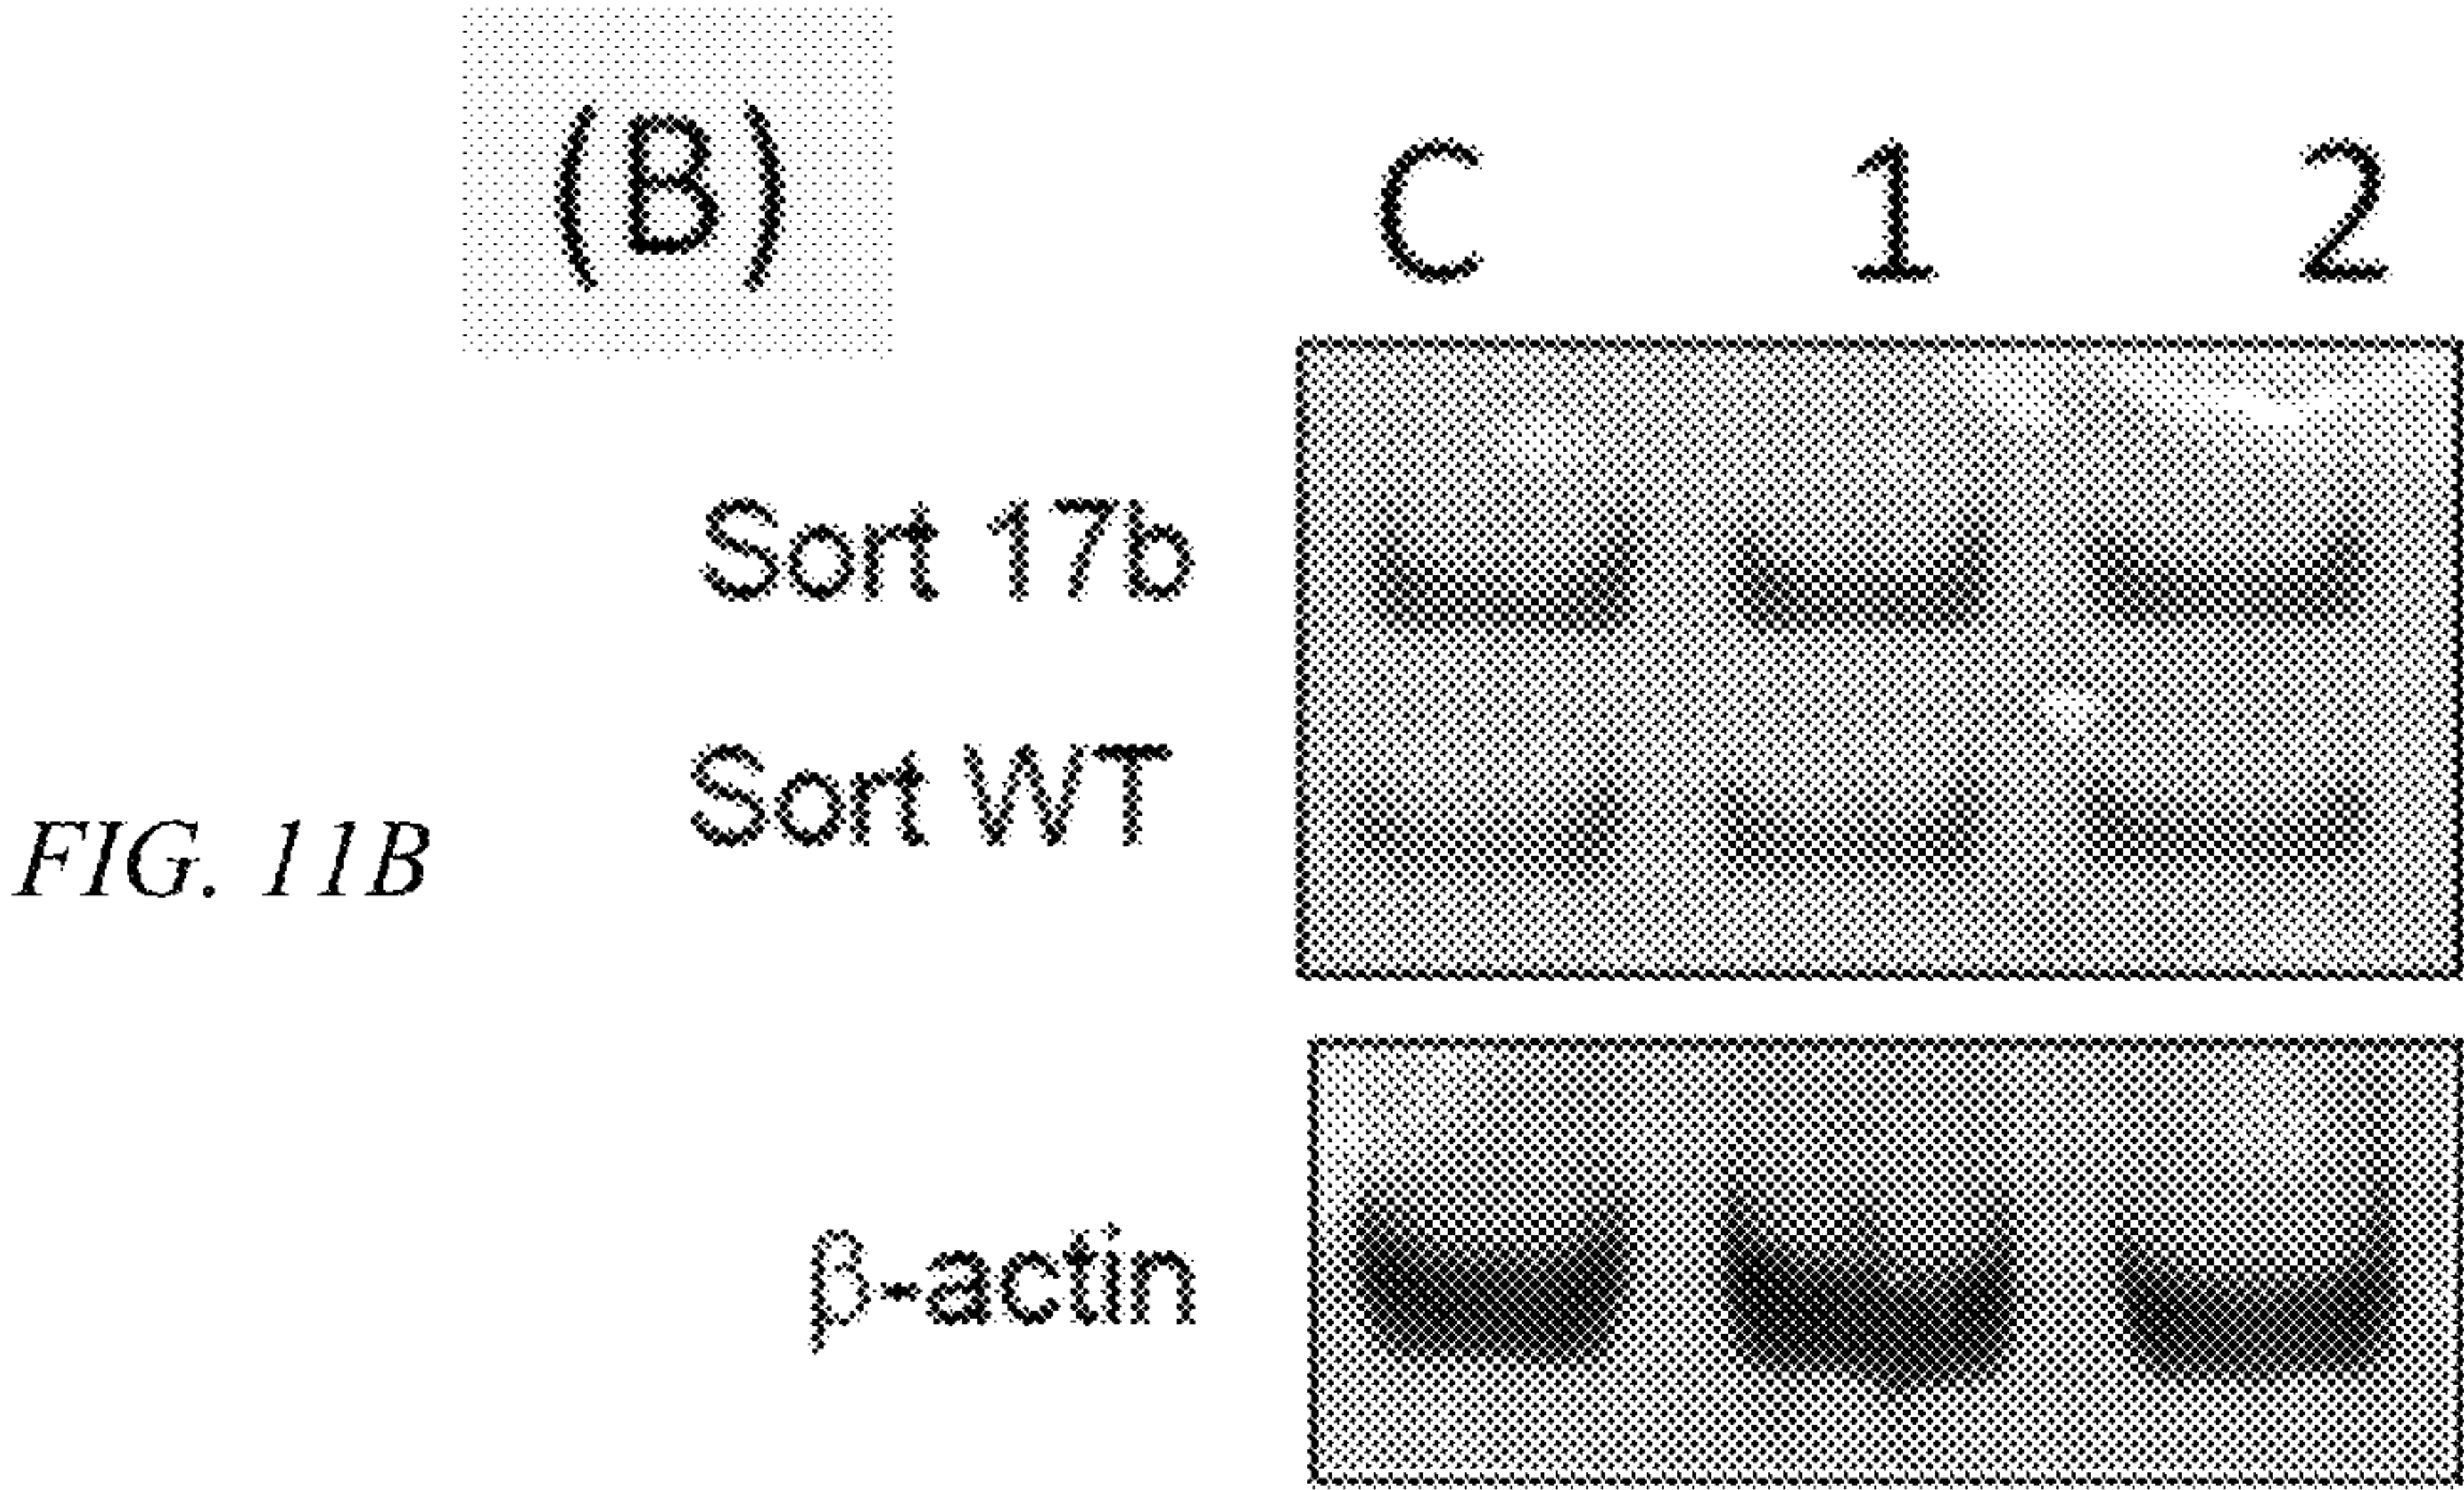 (B)
C 1 2
Sort 17b
Sort WT
FIG. 11B
β-actin